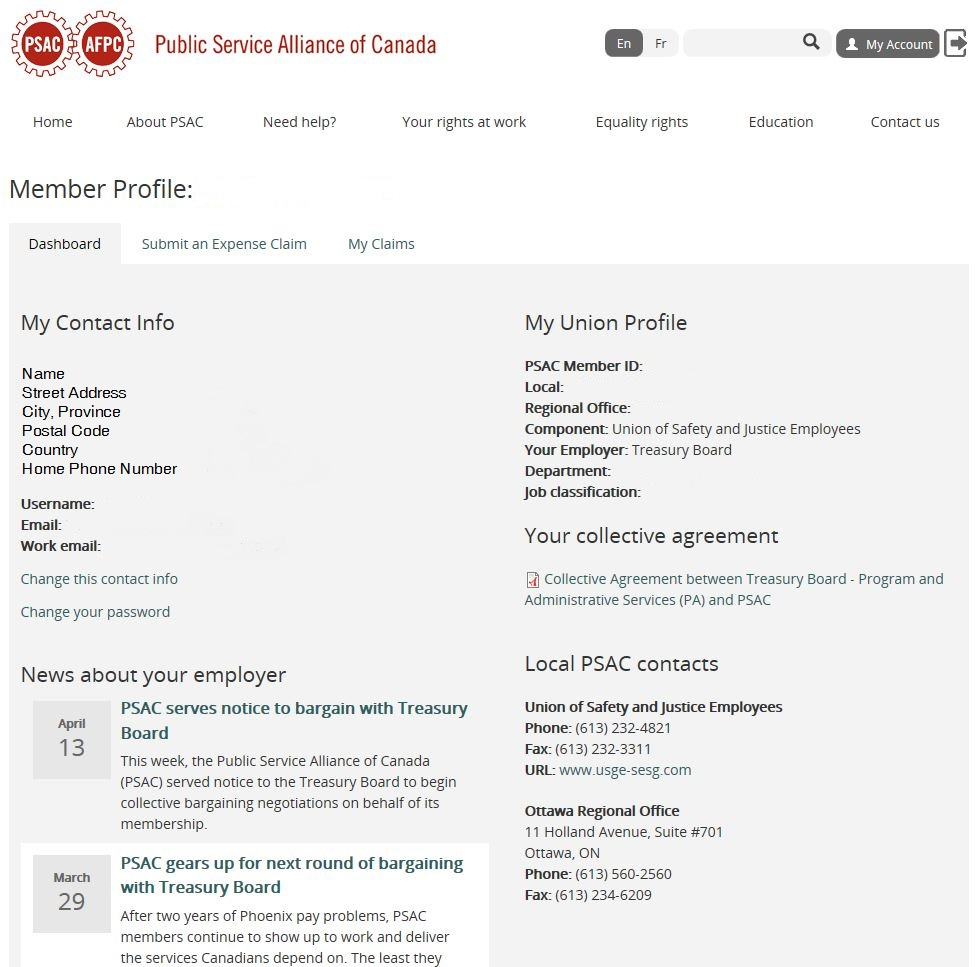 PSAC AFPC Public Service Alliance of Canada
En Fr My Account
Home About PSAC Need help? Your rights at work Equality rights Education Contact us
Member Profile:
Dashboard Submit an Expense Claim My Claims
My Contact Info
Name
Street Address
City, Province
Postal Code
Country
Home Phone Number
Username:
Email:
Work email:
Change this contact info
Change your password
News about your employer
April
13
PSAC serves notice to bargain with Treasury
Board
This week, the Public Service Alliance of Canada
(PSAC) served notice to the Treasury Board to begin
collective bargaining negotiations on behalf of its
membership.
March
29
PSAC gears up for next round of bargaining
with Treasury Board
After two years of Phoenix pay problems, PSAC
members continue to show up to work and deliver
the services Canadians depend on. The least they
My Union Profile
PSAC Member ID:
Local:
Regional Office:
Component: Union of Safety and Justice Employees
Your Employer: Treasury Board
Department:
Job classification:
Your collective agreement
Collective Agreement between Treasury Board - Program and
Administrative Services (PA) and PSAC
Local PSAC contacts
Union of Safety and Justice Employees
Phone: (613) 232-4821
Fax: (613) 232-3311
URL: www.usge-sesg.com
Ottawa Regional Office
11 Holland Avenue, Suite #701
Ottawa, ON
Phone: (613) 560-2560
Fax: (613) 234-6209